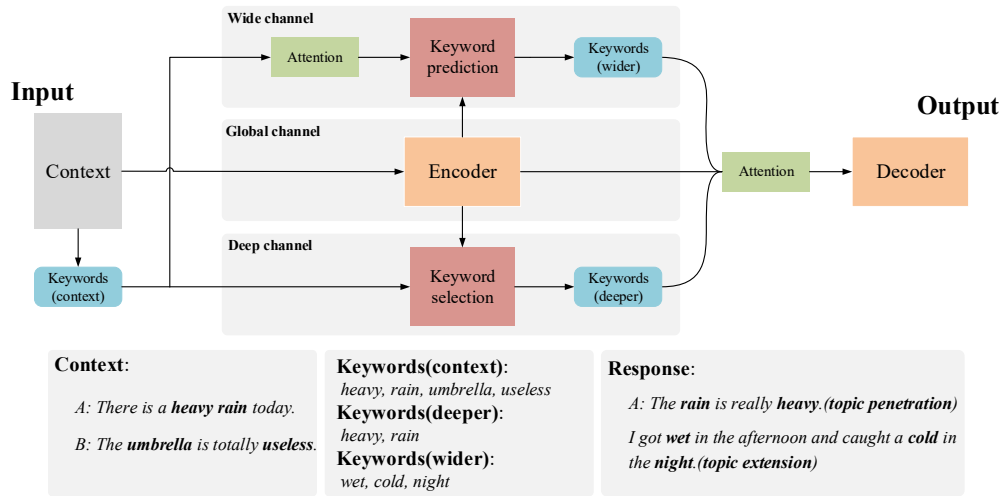 Wide channel
Attention
Keyword
prediction
Keywords
(wider)
Input
Output
Global channel
Context
Encoder
Attention
Decoder
Deep channel
Keywords
(context)
Keyword
selection
Keywords
(deeper)
Context:
A: There is a heavy rain today.
B: The umbrella is totally useless.
Keywords(context):
heavy, rain, umbrella, useless
Keywords(deeper):
heavy, rain
Keywords(wider):
wet, cold, night
Response:
A: The rain is really heavy.(topic penetration)
I got wet in the afternoon and caught a cold in
the night.(topic extension)